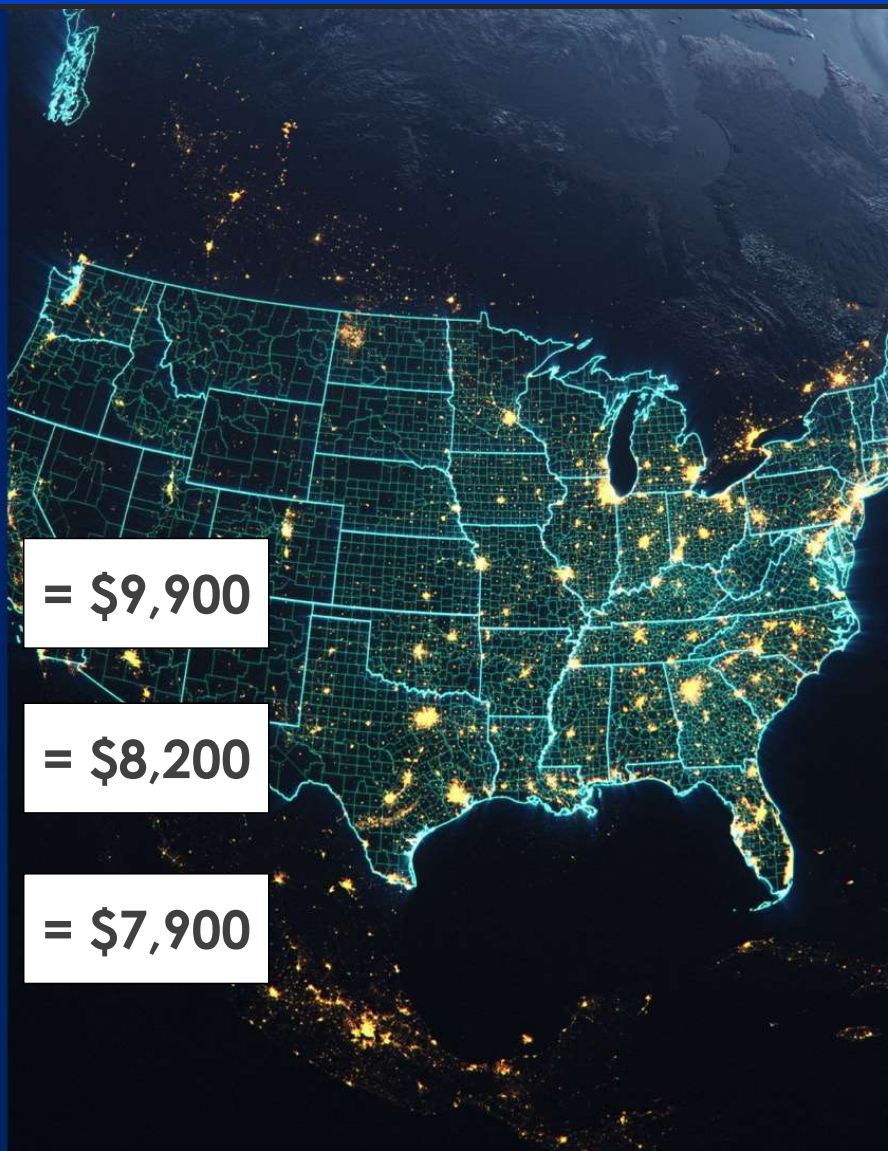 = $9,900
= $8,200
= $7,900